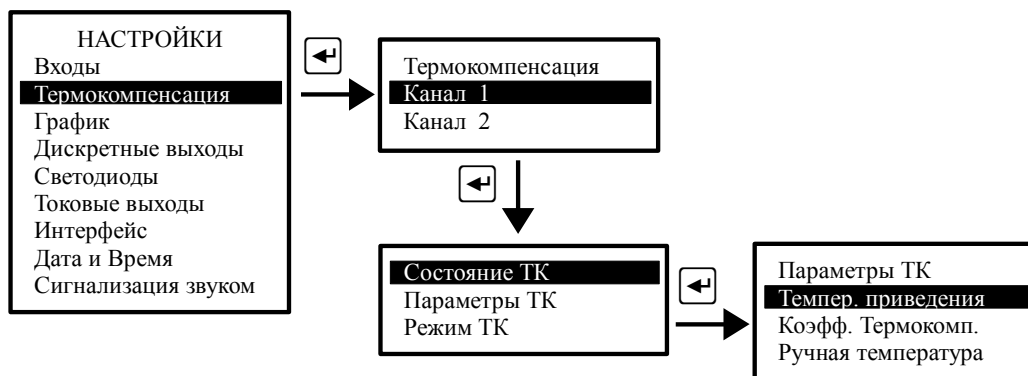 НАСТРОЙКИ
Входы
Термокомпенсация
График
Дискретные выходы
Светодиоды
Токовые выходы
Интерфейс
Дата и Время
Сигнализация звуком
Термокомпенсация
Канал 1
Канал 2
Состояние ТК
Параметры ТК
Режим ТК
Параметры ТК
Темпер. приведения
Коэфф. Термокомп.
Ручная температура